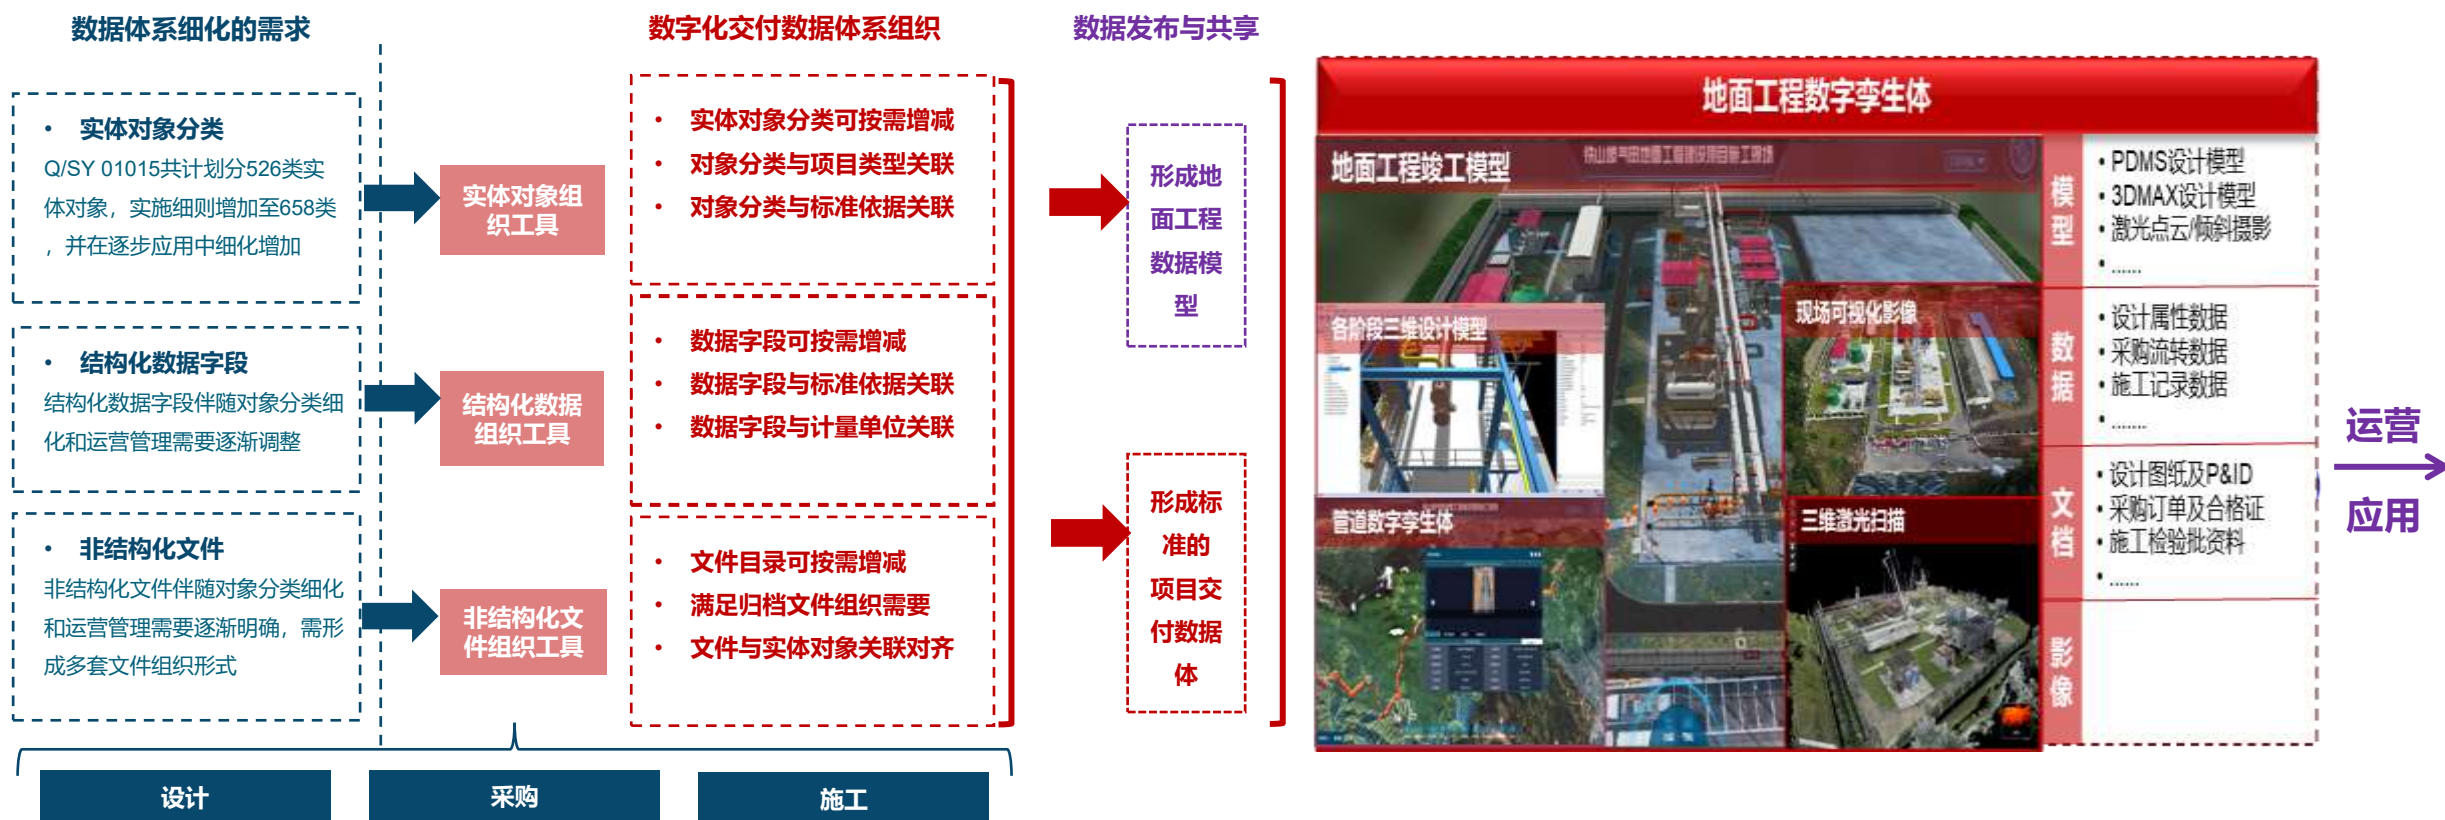 数据体系细化的需求
• 实体对象分类
Q/SY 01015共计划分526类实
体对象，实施细则增加至658类
，并在逐步应用中细化增加
• 结构化数据字段
结构化数据字段伴随对象分类细
化和运营管理需要逐渐调整
• 非结构化文件
非结构化文件伴随对象分类细化
和运营管理需要逐渐明确，需形
成多套文件组织形式
实体对象组
织工具
结构化数据
组织工具
非结构化文
件组织工具
数字化交付数据体系组织
• 实体对象分类可按需增减
• 对象分类与项目类型关联
• 对象分类与标准依据关联
• 数据字段可按需增减
• 数据字段与标准依据关联
• 数据字段与计量单位关联
• 文件目录可按需增减
• 满足归档文件组织需要
• 文件与实体对象关联对齐
设计
采购
施工
数据发布与共享
形成地
面工程
数据模
型
形成标
准的
项目交
付数据
体
地面工程数字孪生体
地面工程竣工模型
各阶段三维设计模型
现场可视化影像
管道数字孪生体
三维激光扫描
模型
• PDMS设计模型
• 3DMAX设计模型
• 激光点云/倾斜摄影
• ......
数据
• 设计属性数据
• 采购流转数据
• 施工记录数据
• .......
文档
• 设计图纸及P&ID
• 采购订单及合格证
• 施工检验批资料
• ......
影像
运营
应用